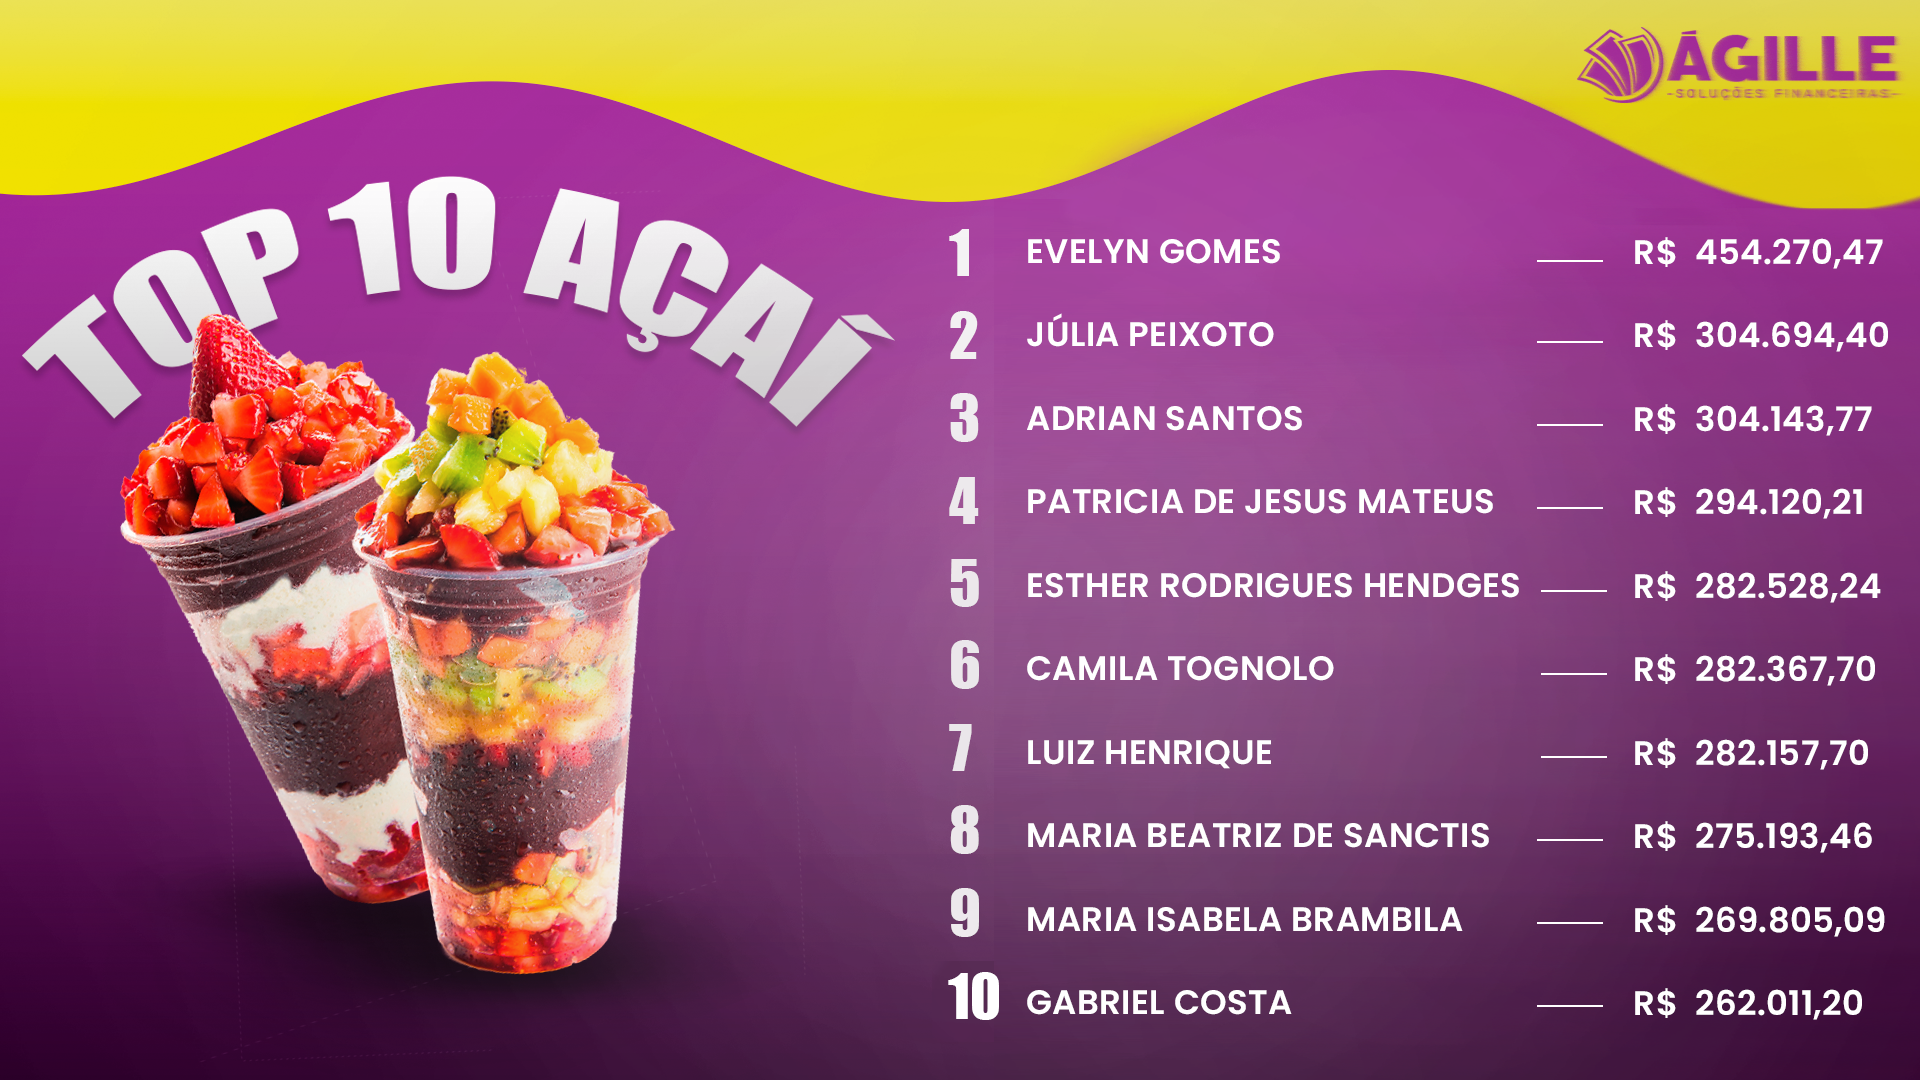 ÁGILLE
-SOLUÇÕES FINANCEIRAS-
TOP 10 AÇAÍ
1 EVELYN GOMES R$ 454.270,47
2 JÚLIA PEIXOTO R$ 304.694,40
3 ADRIAN SANTOS R$ 304.143,77
4 PATRICIA DE JESUS MATEUS R$ 294.120,21
5 ESTHER RODRIGUES HENDGES R$ 282.528,24
6 CAMILA TOGNOLO R$ 282.367,70
7 LUIZ HENRIQUE R$ 282.157,70
8 MARIA BEATRIZ DE SANCTIS R$ 275.193,46
9 MARIA ISABELA BRAMBILA R$ 269.805,09
10 GABRIEL COSTA R$ 262.011,20